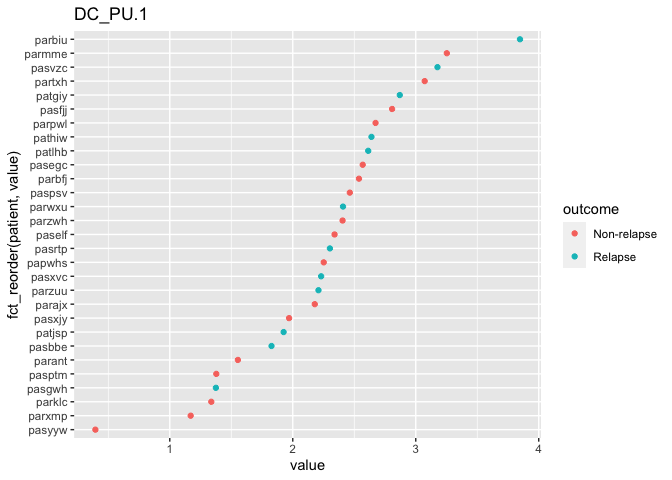 DC_PU.1
fct_reorder(patient, value)
parbiu
parmme
pasvzc
partxh
patgiy
pasfjj
parpwl
pathiw
patlhb
pasegc
parbfj
paspsv
parwxu
parzwh
paself
pasrtp
papwhs
pasxvc
parzuu
parajx
pasxjy
patjsp
pasbbe
parant
pasptm
pasgwh
parklc
parxmp
pasyyw
1 2 3 4
value
outcome
Non-relapse
Relapse